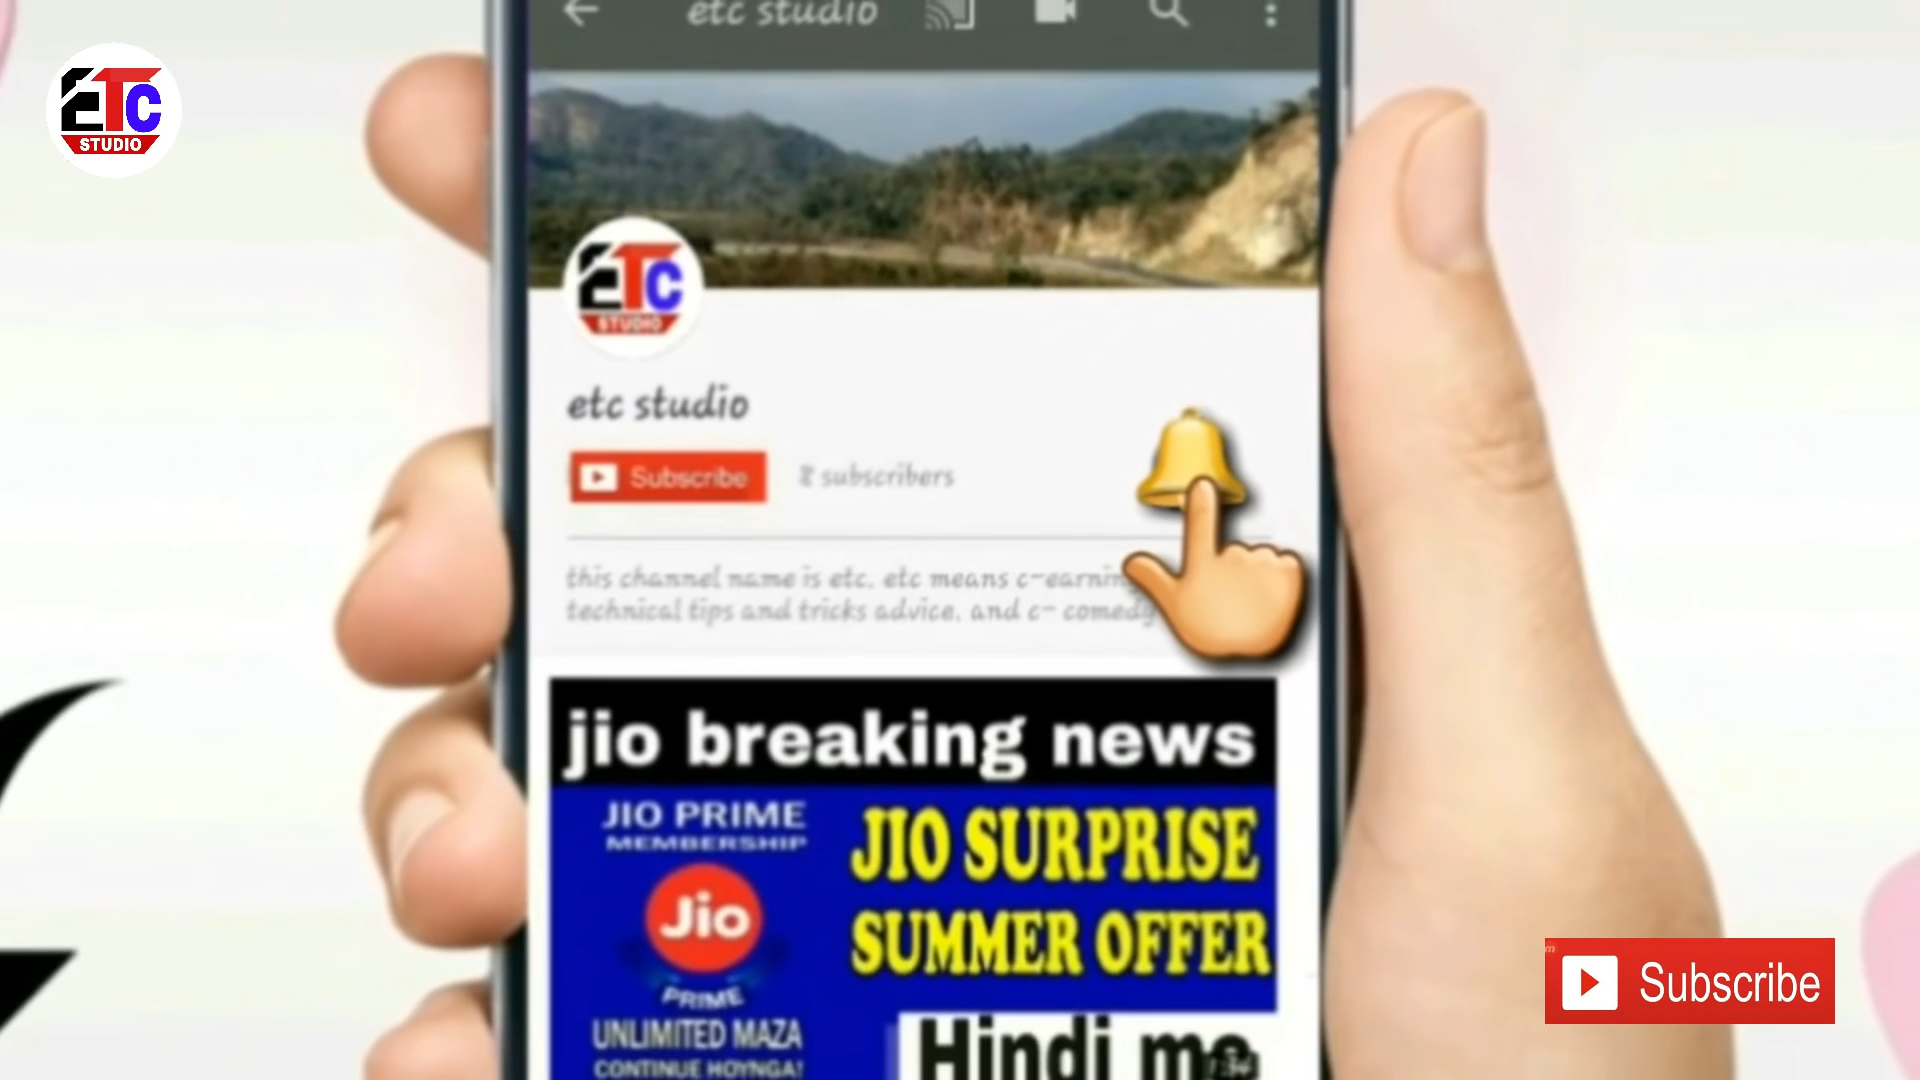 etc studio
ETC
STUDIO
ETC
STUDIO
etc studio
Subscribe
8 subscribers
this channel name is etc. etc means c-earning
technical tips and tricks advice. and c- comedy
jio breaking news
JIO PRIME
MEMBERSHIP
JIO SURPRISE
SUMMER OFFER
Jio
PRIME
UNLIMITED MAZA
CONTINUE HOYNGA!
Hindi me
Subscribe